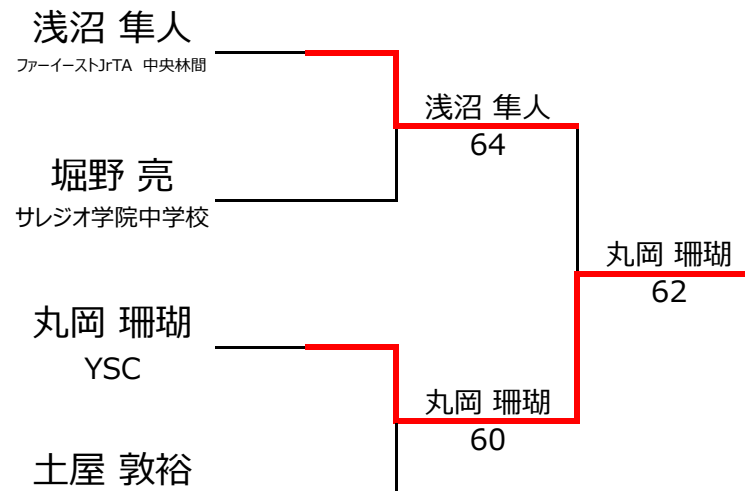 浅沼 隼人
ファーイーストJrTA 中央林間
浅沼 隼人
64
堀野 亮
サレジオ学院中学校
丸岡 珊瑚
62
丸岡 珊瑚
YSC
丸岡 珊瑚
60
土屋 敦裕